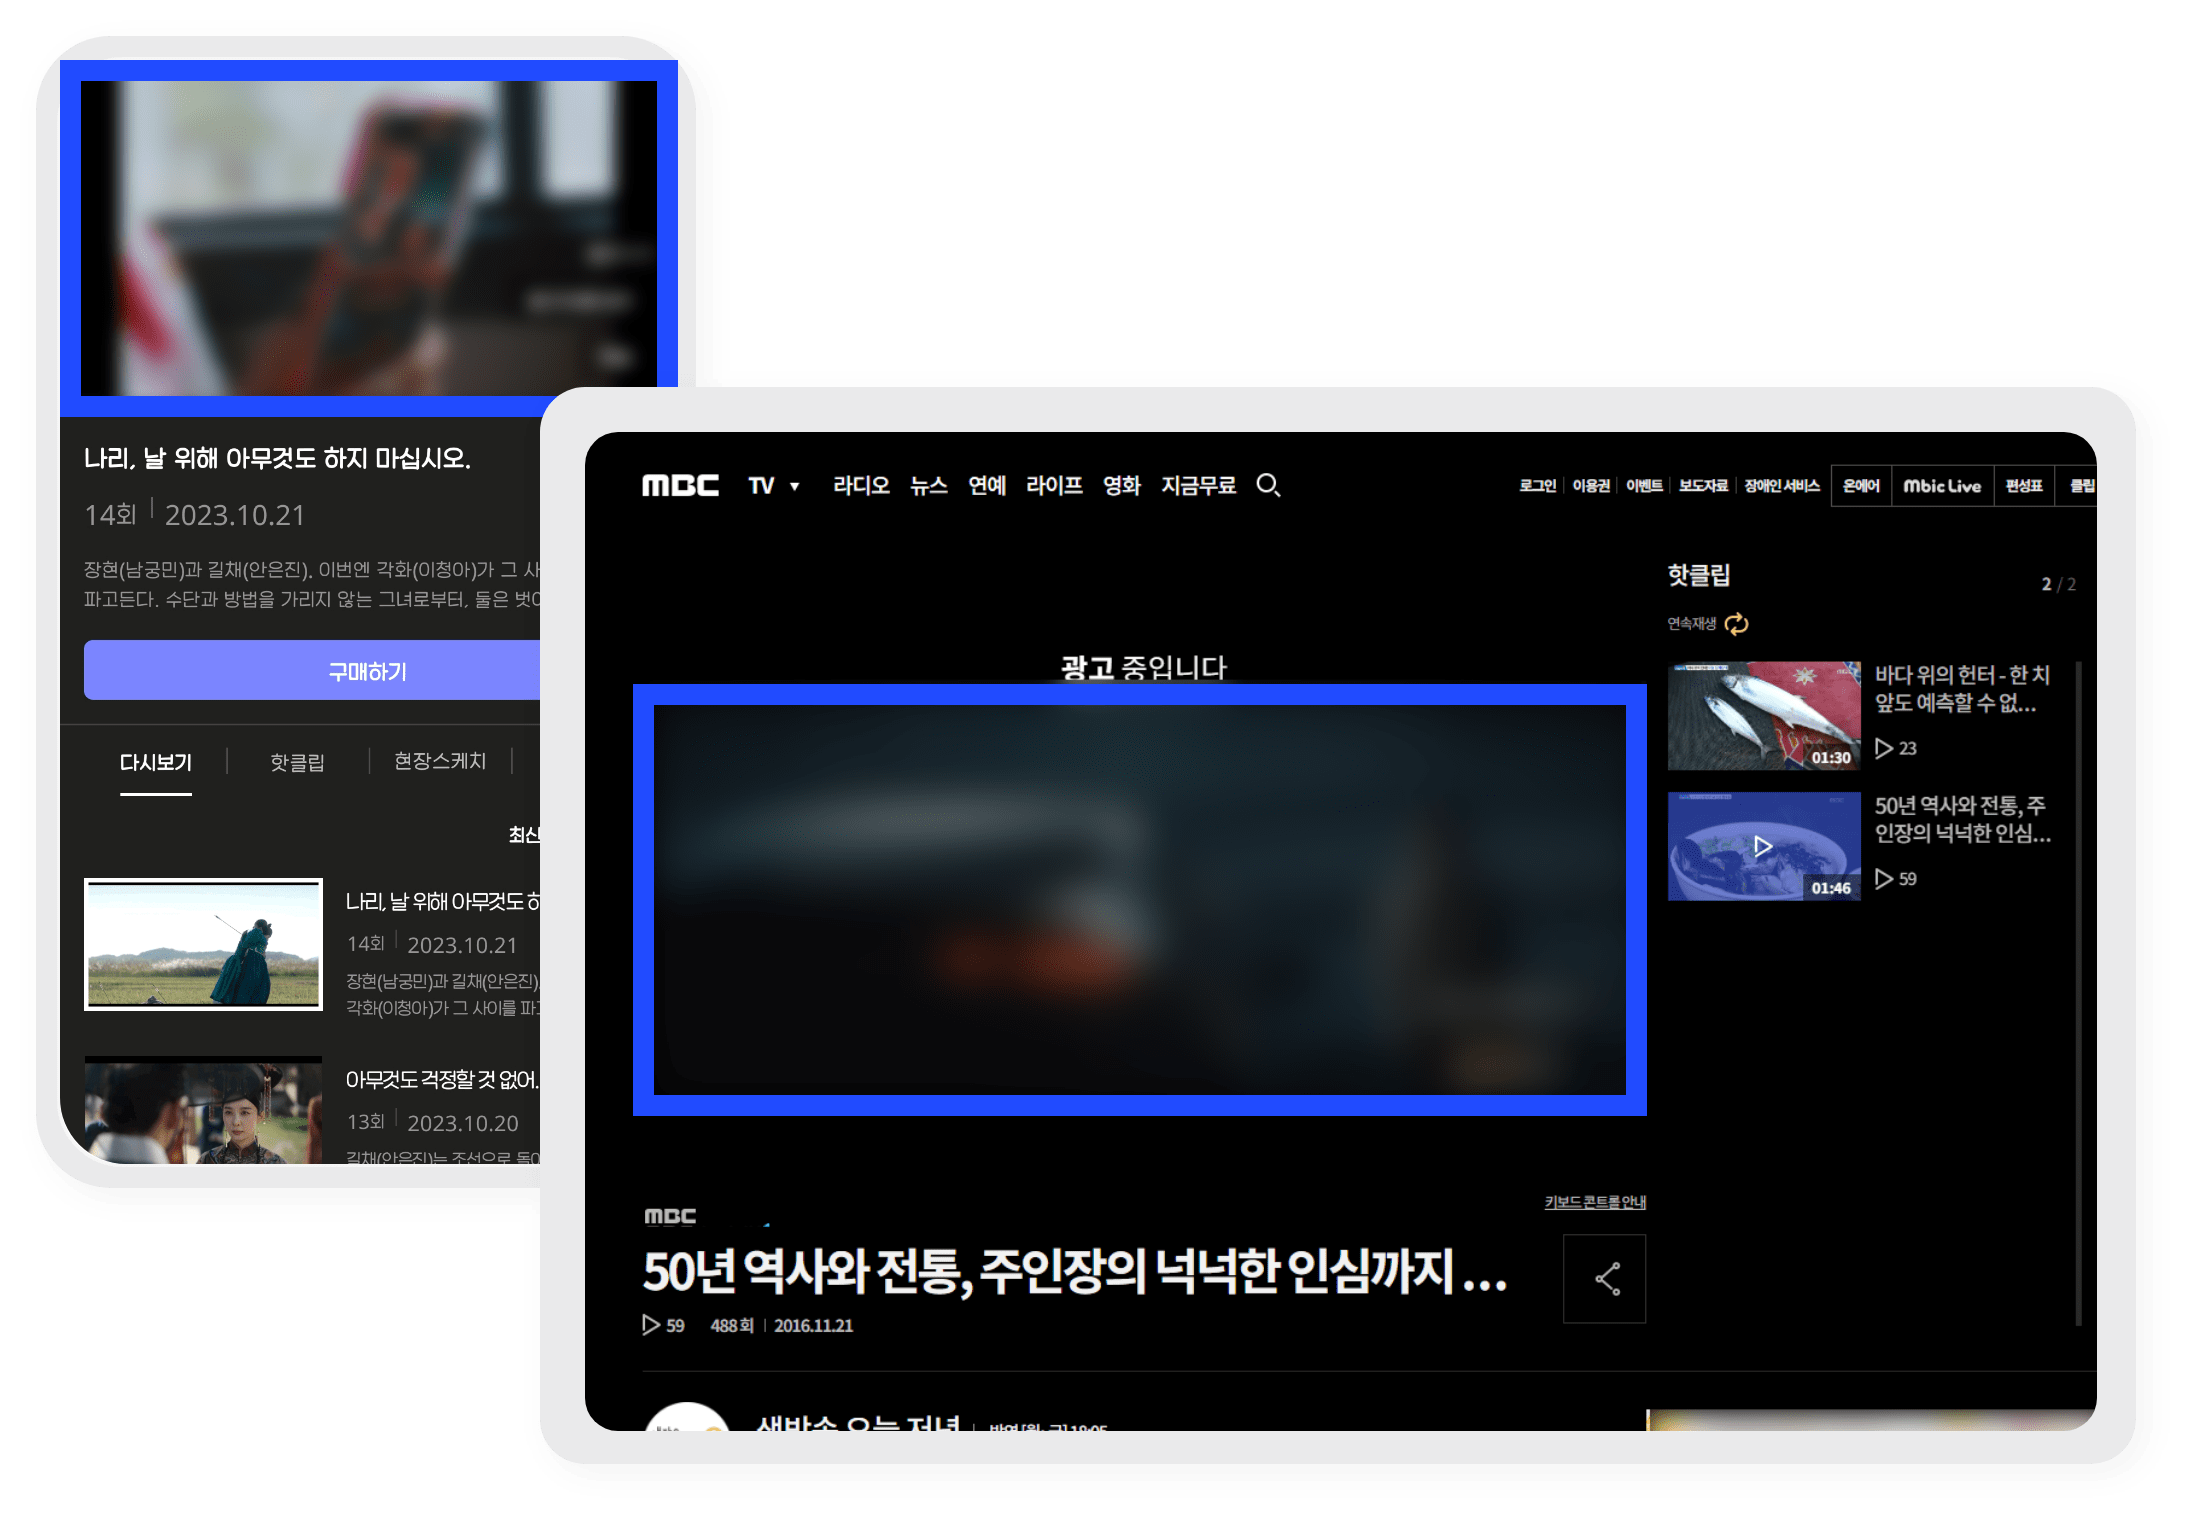 나리, 날 위해 아무것도 하지 마십시오.
14회 | 2023.10.21
장현(남궁민)과 길채(안은진). 이번엔 각화(이청아)가 그 사
파고든다. 수단과 방법을 가리지 않는 그녀로부터, 둘은 벗어
구매하기
다시보기 | 핫클립 | 현장스케치 |
최신
나리, 날 위해 아무것도 하
14회 | 2023.10.21
장현(남궁민)과 길채(안은진).
각화(이청아)가 그 사이를 파고
아무것도 걱정할 것 없어.
13회 | 2023.10.20
길채(안은진)는 조선으로 돌아
MBC TV ▼ 라디오 뉴스 연예 라이프 영화 지금무료
로그인 | 이용권 | 이벤트 | 보도자료 | 장애인 서비스 온에어 Mbic Live 편성표 클립
광고 중입니다
핫클립 2 / 2
연속재생
01:30
바다 위의 헌터 - 한 치
앞도 예측할 수 없...
23
01:46
50년 역사와 전통, 주
인장의 넉넉한 인심...
59
MBC
키보드 콘트롤 안내
50년 역사와 전통, 주인장의 넉넉한 인심까지 ...
59 488회 | 2016.11.21
생방송 오늘 저녁 | 방영 [월~금] 18:05